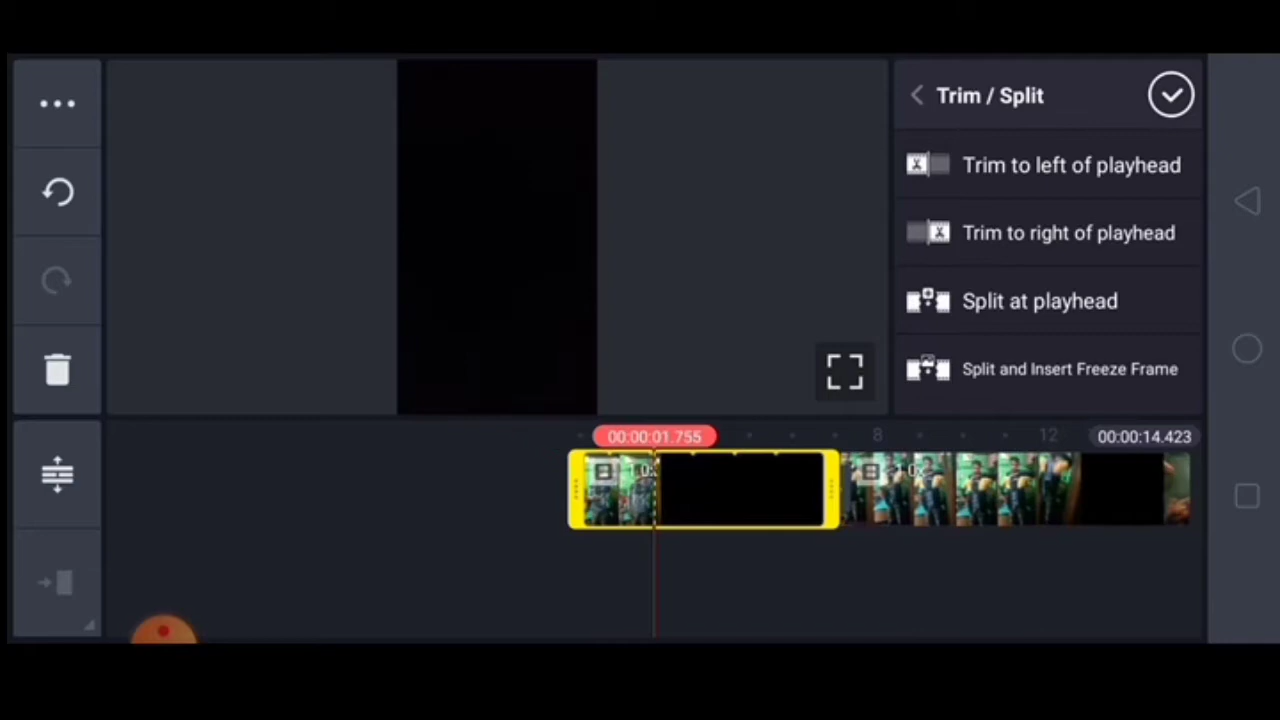 Trim / Split
Trim to left of playhead
Trim to right of playhead
Split at playhead
Split and Insert Freeze Frame
00:00:01.755
8
12
00:00:14.423